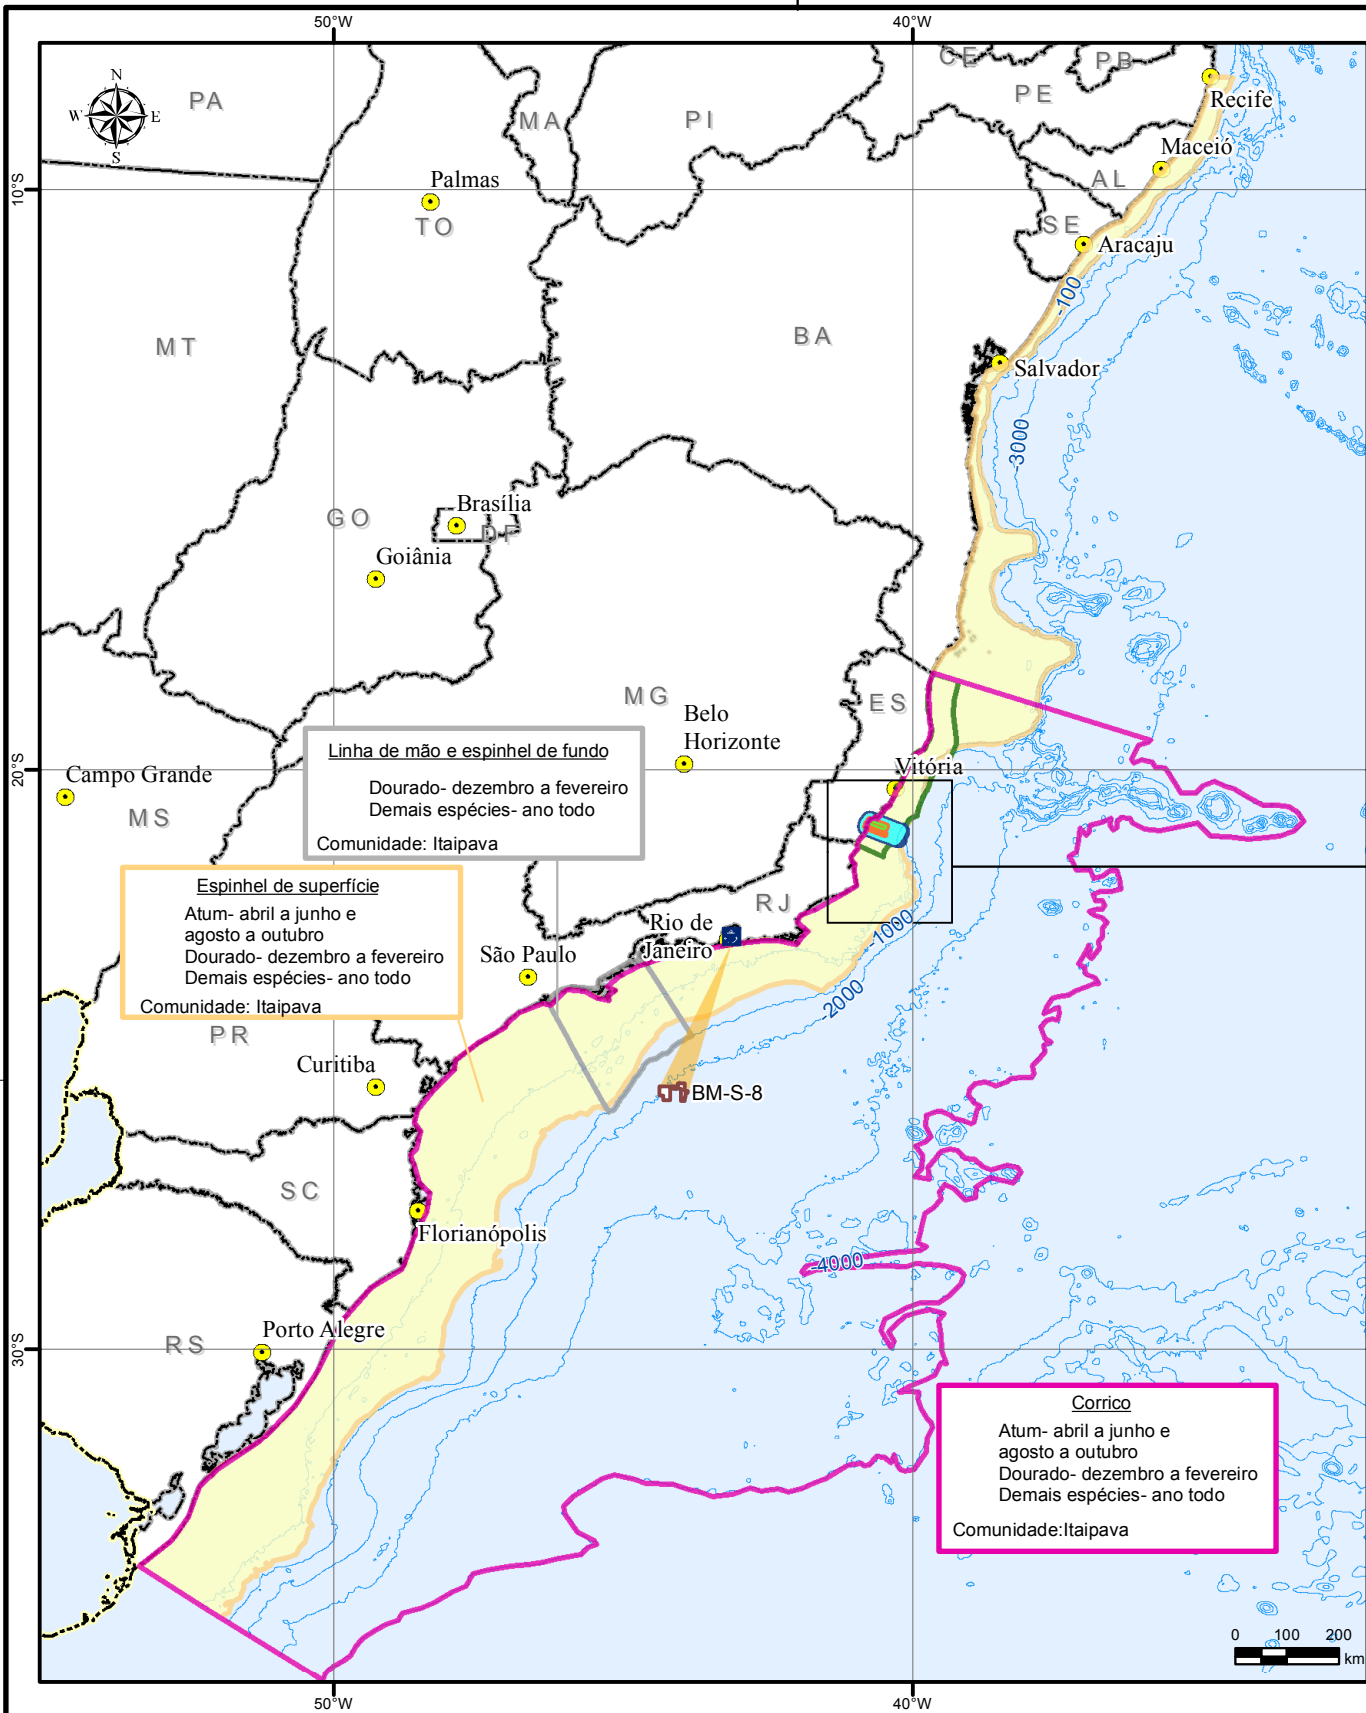 50°W
40°W
N
W
E
S
PA
MA
PI
CE
PB
PE
Recife
Maceió
10°S
Palmas
TO
AL
SE
Aracaju
-100
MT
BA
Salvador
-3000
Brasília
GO
DF
Goiânia
MG
ES
Belo
Horizonte
Vitória
20°S
Campo Grande
MS
Linha de mão e espinhel de fundo
Dourado- dezembro a fevereiro
Demais espécies- ano todo
Comunidade: Itaipava
Espinhel de superfície
Atum- abril a junho e
agosto a outubro
Dourado- dezembro a fevereiro
Demais espécies- ano todo
Comunidade: Itaipava
RJ
Rio de
Janeiro
São Paulo
-1000
-2000
PR
Curitiba
BM-S-8
SC
Florianópolis
-4000
30°S
RS
Porto Alegre
Corrico
Atum- abril a junho e
agosto a outubro
Dourado- dezembro a fevereiro
Demais espécies- ano todo
Comunidade:Itaipava
0 100 200
km
50°W
40°W